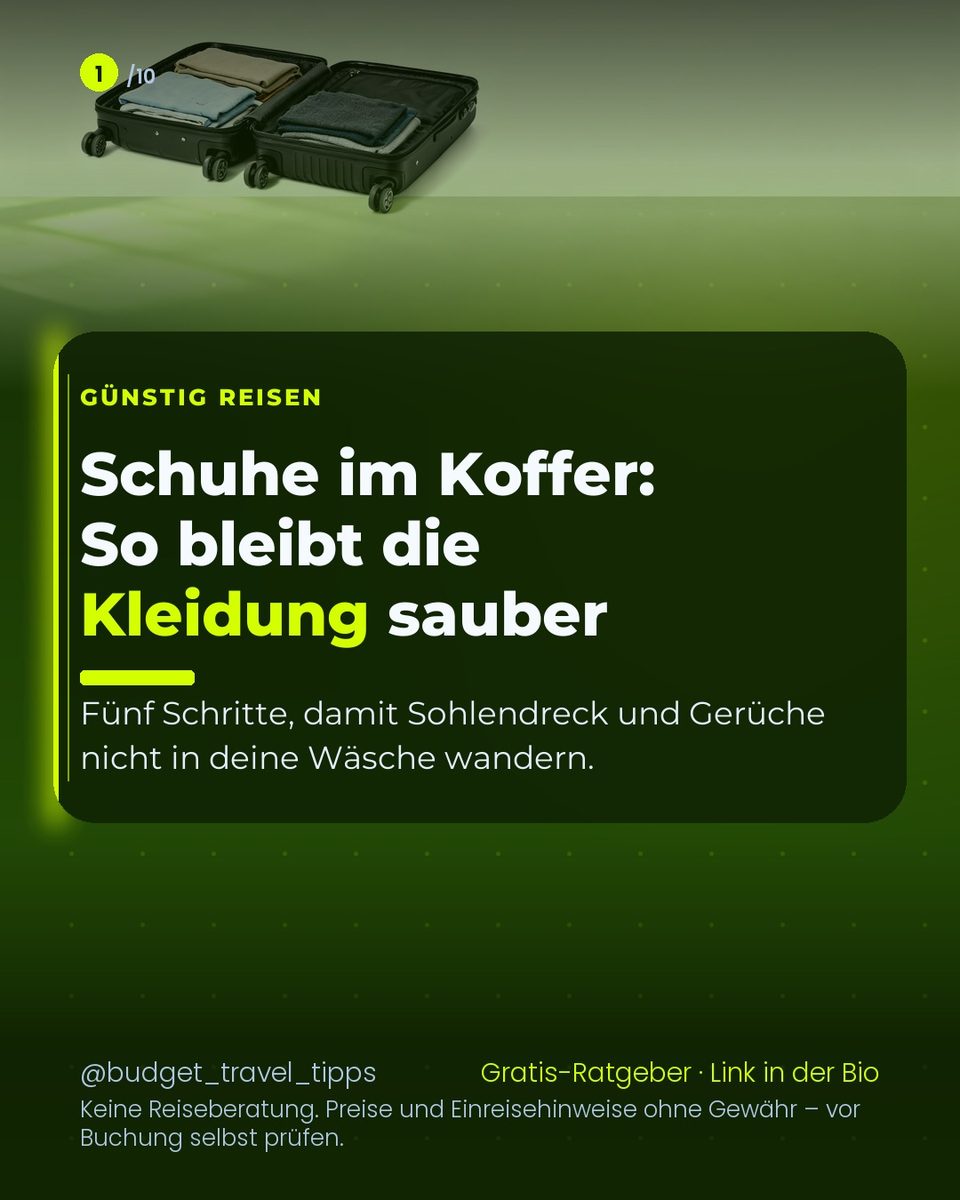 1 /10
GÜNSTIG REISEN
Schuhe im Koffer:
So bleibt die
Kleidung sauber
Fünf Schritte, damit Sohlendreck und Gerüche
nicht in deine Wäsche wandern.
@budget_travel_tipps
Gratis-Ratgeber · Link in der Bio
Keine Reiseberatung. Preise und Einreisehinweise ohne Gewähr – vor
Buchung selbst prüfen.